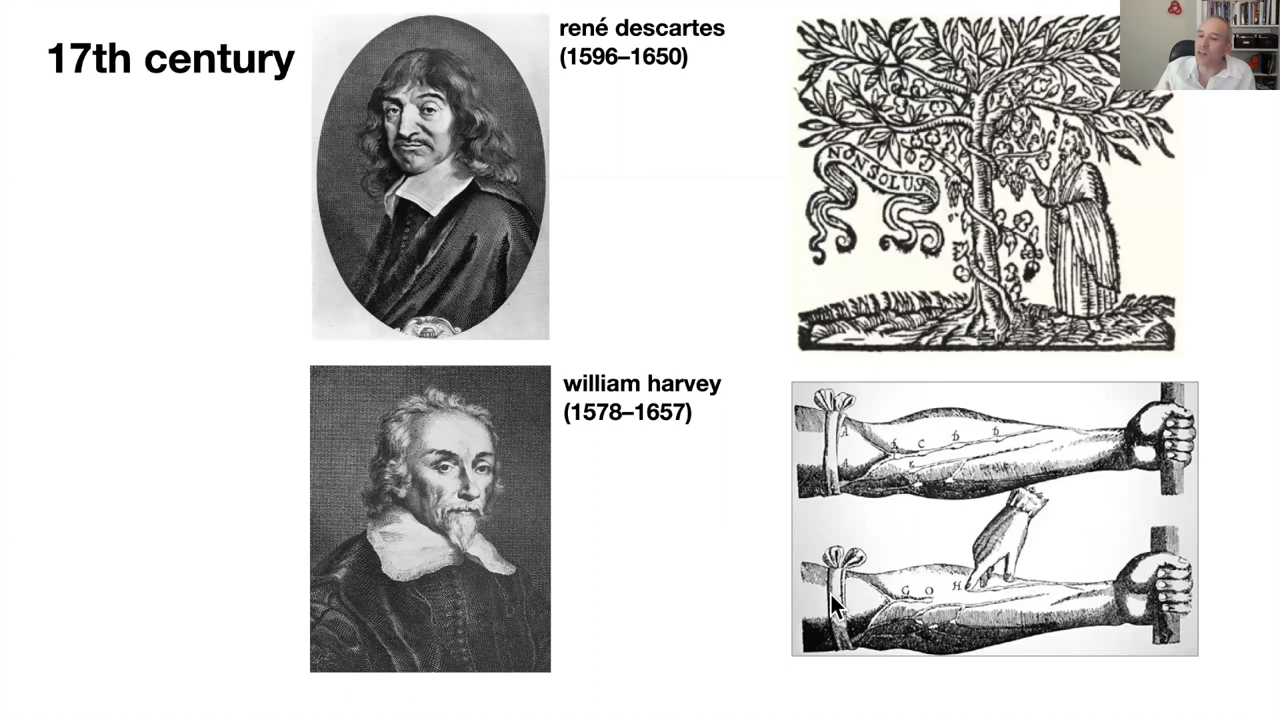 17th century
rené descartes
(1596–1650)
NON SOLUS
william harvey
(1578–1657)
A
B C D D
A
E
G O H